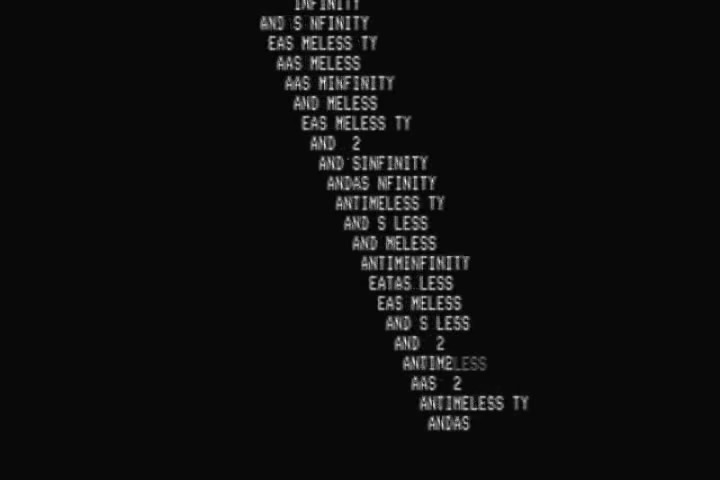 INFINITY
AND S NFINITY
EAS MELESS TY
AAS MELESS
AAS MINFINITY
AND MELESS
EAS MELESS TY
AND  2
AND SINFINITY
ANDAS NFINITY
ANTIMELESS TY
AND S LESS
AND MELESS
ANTIMINFINITY
EATAS LESS
EAS MELESS
AND S LESS
AND  2
ANTIM2LESS
AAS  2
ANTIMELESS TY
ANDAS